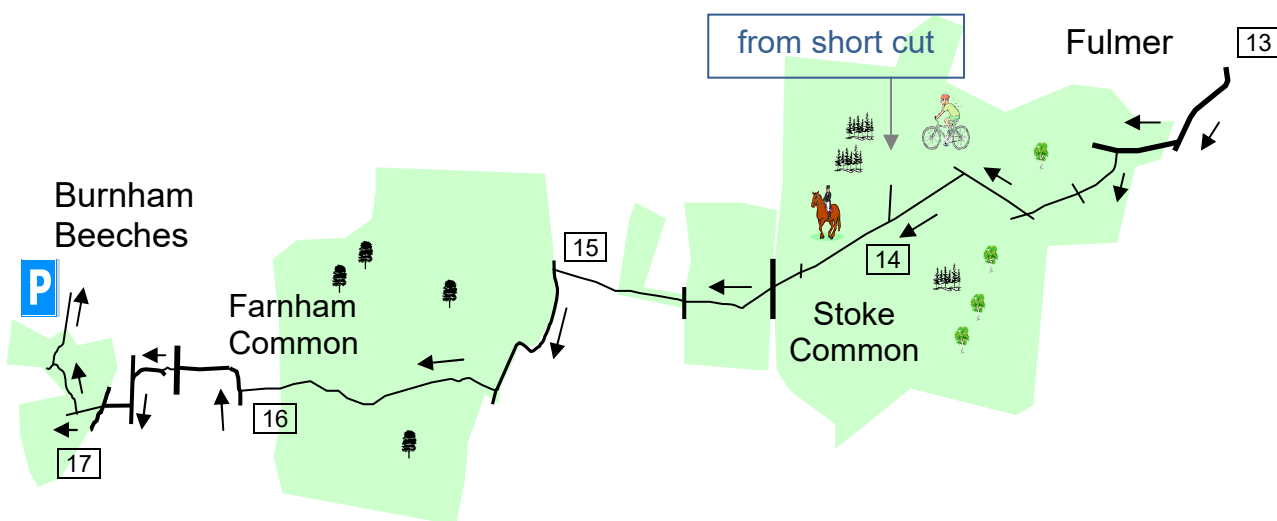 from short cut
Fulmer
13
Burnham
Beeches
P
15
14
Farnham
Common
Stoke
Common
16
17